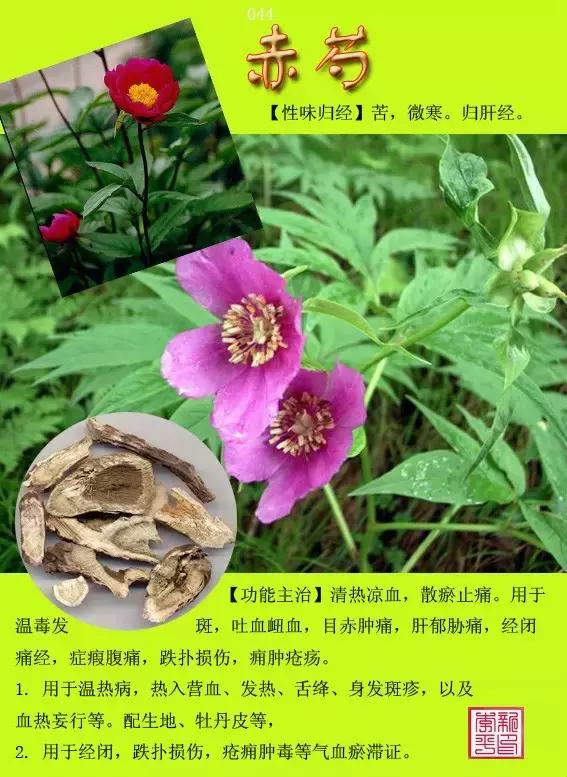 044
赤芍
【性味归经】苦，微寒。归肝经。
【功能主治】清热凉血，散瘀止痛。用于
温毒发 斑，吐血衄血，目赤肿痛，肝郁胁痛，经闭
痛经，症瘕腹痛，跌扑损伤，痈肿疮疡。
1. 用于温热病，热入营血、发热、舌绛、身发斑疹，以及
血热妄行等。配生地、牡丹皮等，
2. 用于经闭，跌扑损伤，疮痈肿毒等气血瘀滞证。